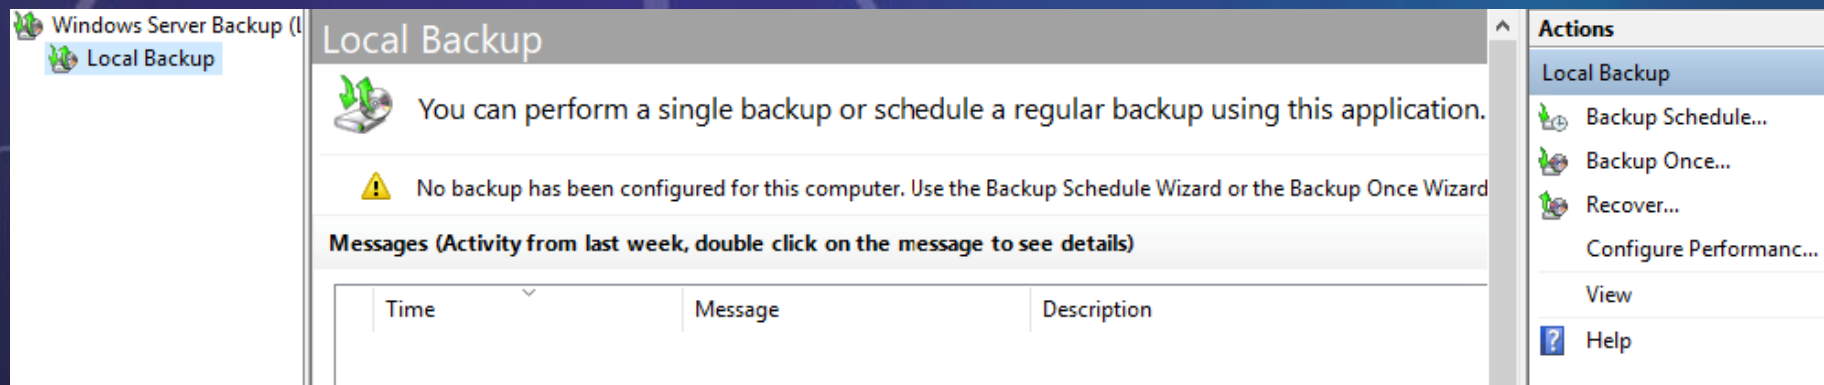 Windows Server Backup (L
Local Backup
Local Backup
You can perform a single backup or schedule a regular backup using this application.
No backup has been configured for this computer. Use the Backup Schedule Wizard or the Backup Once Wizard
Messages (Activity from last week, double click on the message to see details)
Time Message Description
Actions
Local Backup
Backup Schedule...
Backup Once...
Recover...
Configure Performanc...
View
Help